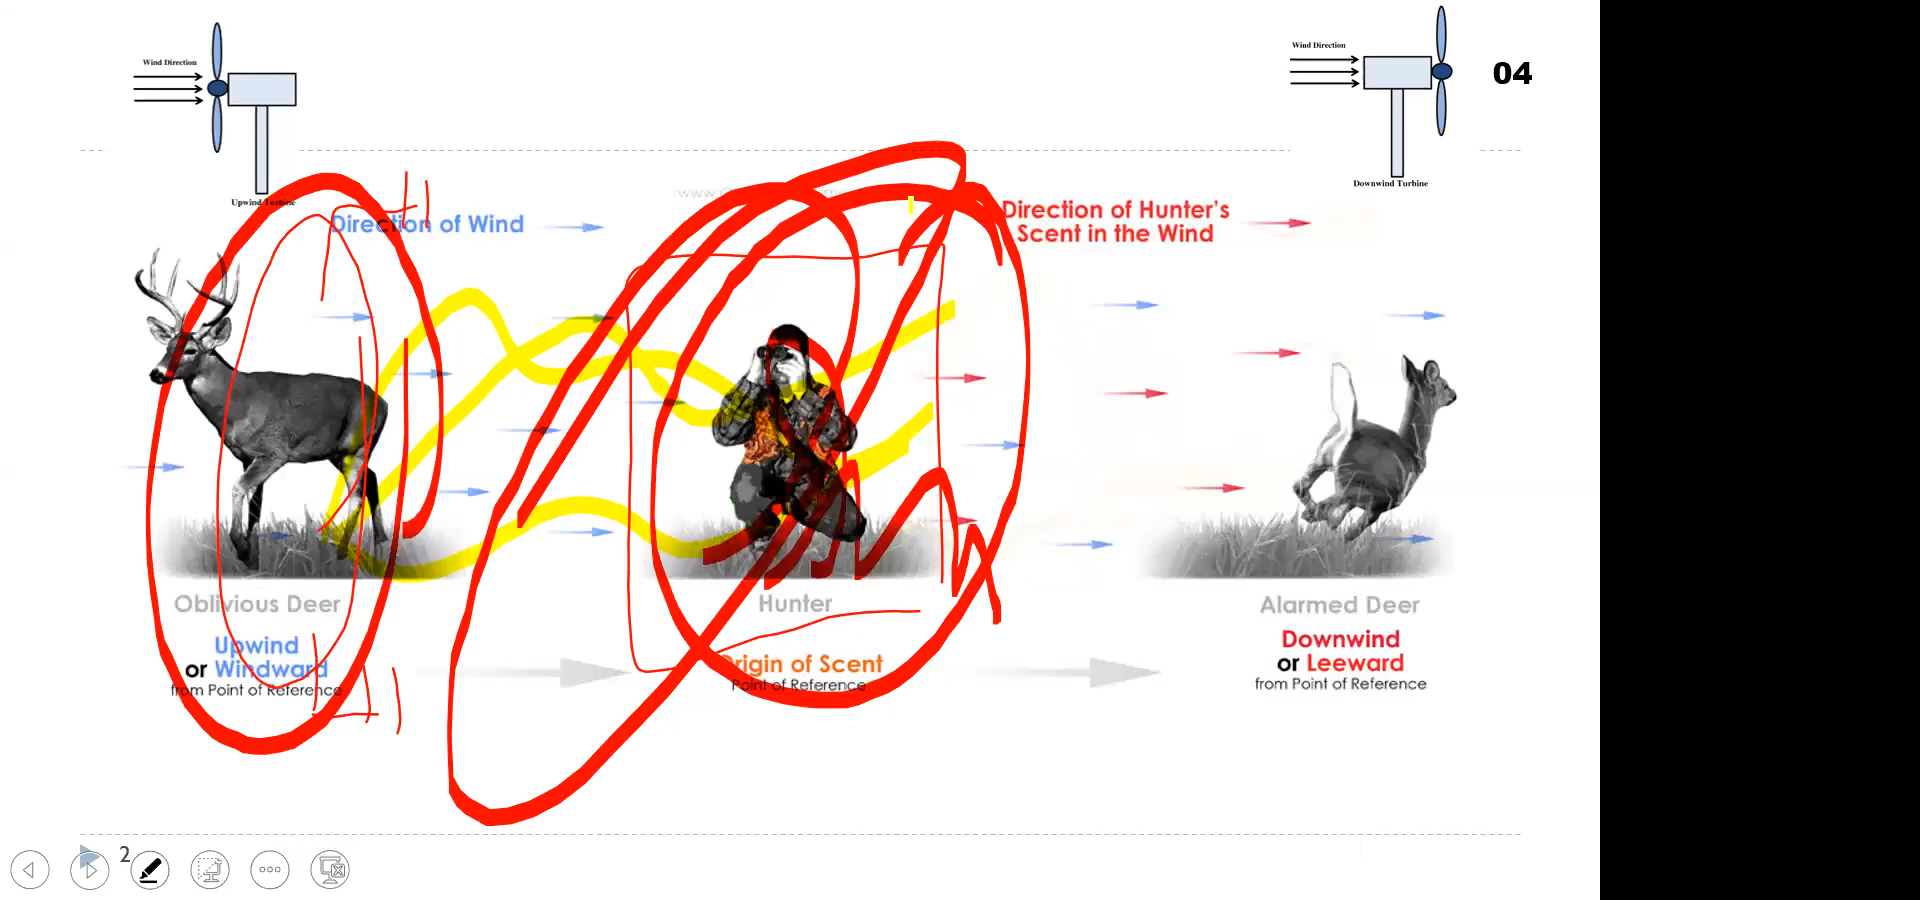 Wind Direction
Wind Direction
04
Upwind Turbine
Downwind Turbine
Direction of Wind
Direction of Hunter's
Scent in the Wind
Oblivious Deer
Upwind
or Windward
from Point of Reference
Hunter
Origin of Scent
Point of Reference
Alarmed Deer
Downwind
or Leeward
from Point of Reference
2